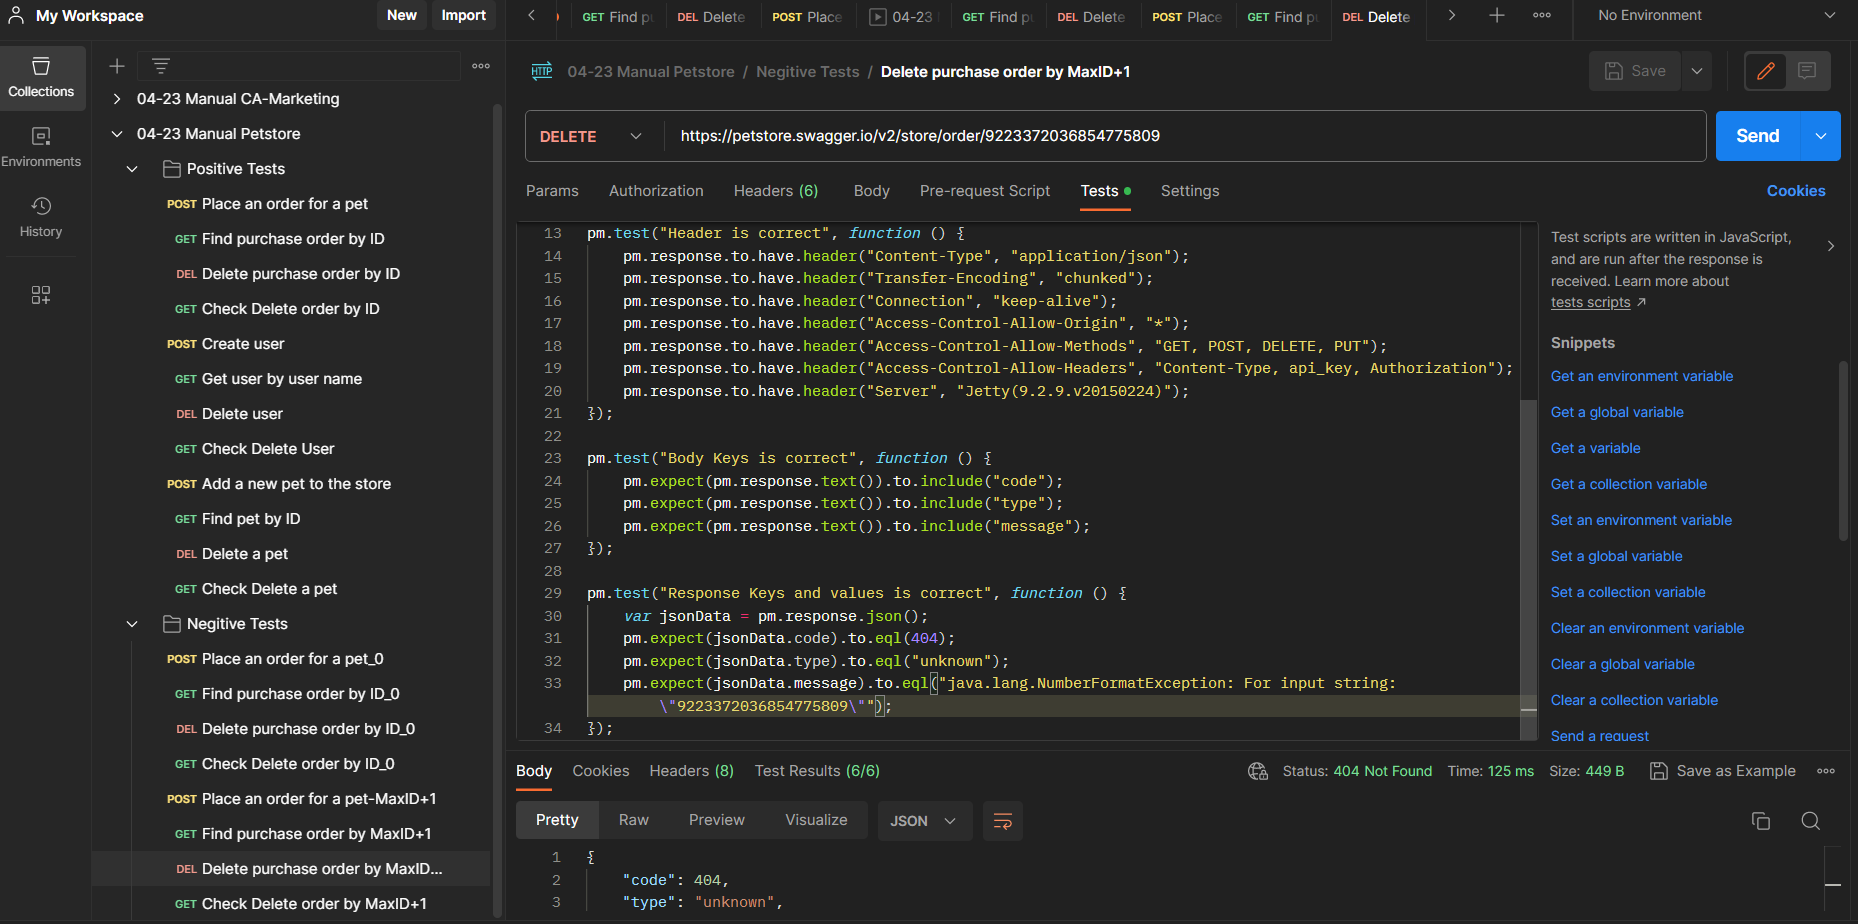 My Workspace
New
Import
GET Find
DEL Delete
POST Place
04-23
GET Find
DEL Delete
POST Place
GET Find
DEL Delete
No Environment
Collections
Environments
History
04-23 Manual CA-Marketing
04-23 Manual Petstore
Positive Tests
POST Place an order for a pet
GET Find purchase order by ID
DEL Delete purchase order by ID
GET Check Delete order by ID
POST Create user
GET Get user by user name
DEL Delete user
GET Check Delete User
POST Add a new pet to the store
GET Find pet by ID
DEL Delete a pet
GET Check Delete a pet
Negitive Tests
POST Place an order for a pet_0
GET Find purchase order by ID_0
DEL Delete purchase order by ID_0
GET Check Delete order by ID_0
POST Place an order for a pet-MaxID+1
GET Find purchase order by MaxID+1
DEL Delete purchase order by MaxID...
GET Check Delete order by MaxID+1
HTTP 04-23 Manual Petstore / Negitive Tests / Delete purchase order by MaxID+1
Save
DELETE
https://petstore.swagger.io/v2/store/order/9223372036854775809
Send
Params Authorization Headers (6) Body Pre-request Script Tests Settings
Cookies
13 pm.test("Header is correct", function () {
14 pm.response.to.have.header("Content-Type", "application/json");
15 pm.response.to.have.header("Transfer-Encoding", "chunked");
16 pm.response.to.have.header("Connection", "keep-alive");
17 pm.response.to.have.header("Access-Control-Allow-Origin", "*");
18 pm.response.to.have.header("Access-Control-Allow-Methods", "GET, POST, DELETE, PUT");
19 pm.response.to.have.header("Access-Control-Allow-Headers", "Content-Type, api_key, Authorization");
20 pm.response.to.have.header("Server", "Jetty(9.2.9.v20150224)");
21 });
22
23 pm.test("Body Keys is correct", function () {
24 pm.expect(pm.response.text()).to.include("code");
25 pm.expect(pm.response.text()).to.include("type");
26 pm.expect(pm.response.text()).to.include("message");
27 });
28
29 pm.test("Response Keys and values is correct", function () {
30 var jsonData = pm.response.json();
31 pm.expect(jsonData.code).to.eql(404);
32 pm.expect(jsonData.type).to.eql("unknown");
33 pm.expect(jsonData.message).to.eql("java.lang.NumberFormatException: For input string:
\"9223372036854775809\"");
34 });
Test scripts are written in JavaScript,
and are run after the response is
received. Learn more about
tests scripts ↗
Snippets
Get an environment variable
Get a global variable
Get a variable
Get a collection variable
Set an environment variable
Set a global variable
Set a collection variable
Clear an environment variable
Clear a global variable
Clear a collection variable
Send a request
Body Cookies Headers (8) Test Results (6/6)
Status: 404 Not Found Time: 125 ms Size: 449 B
Save as Example
Pretty Raw Preview Visualize JSON
1 {
2 "code": 404,
3 "type": "unknown",